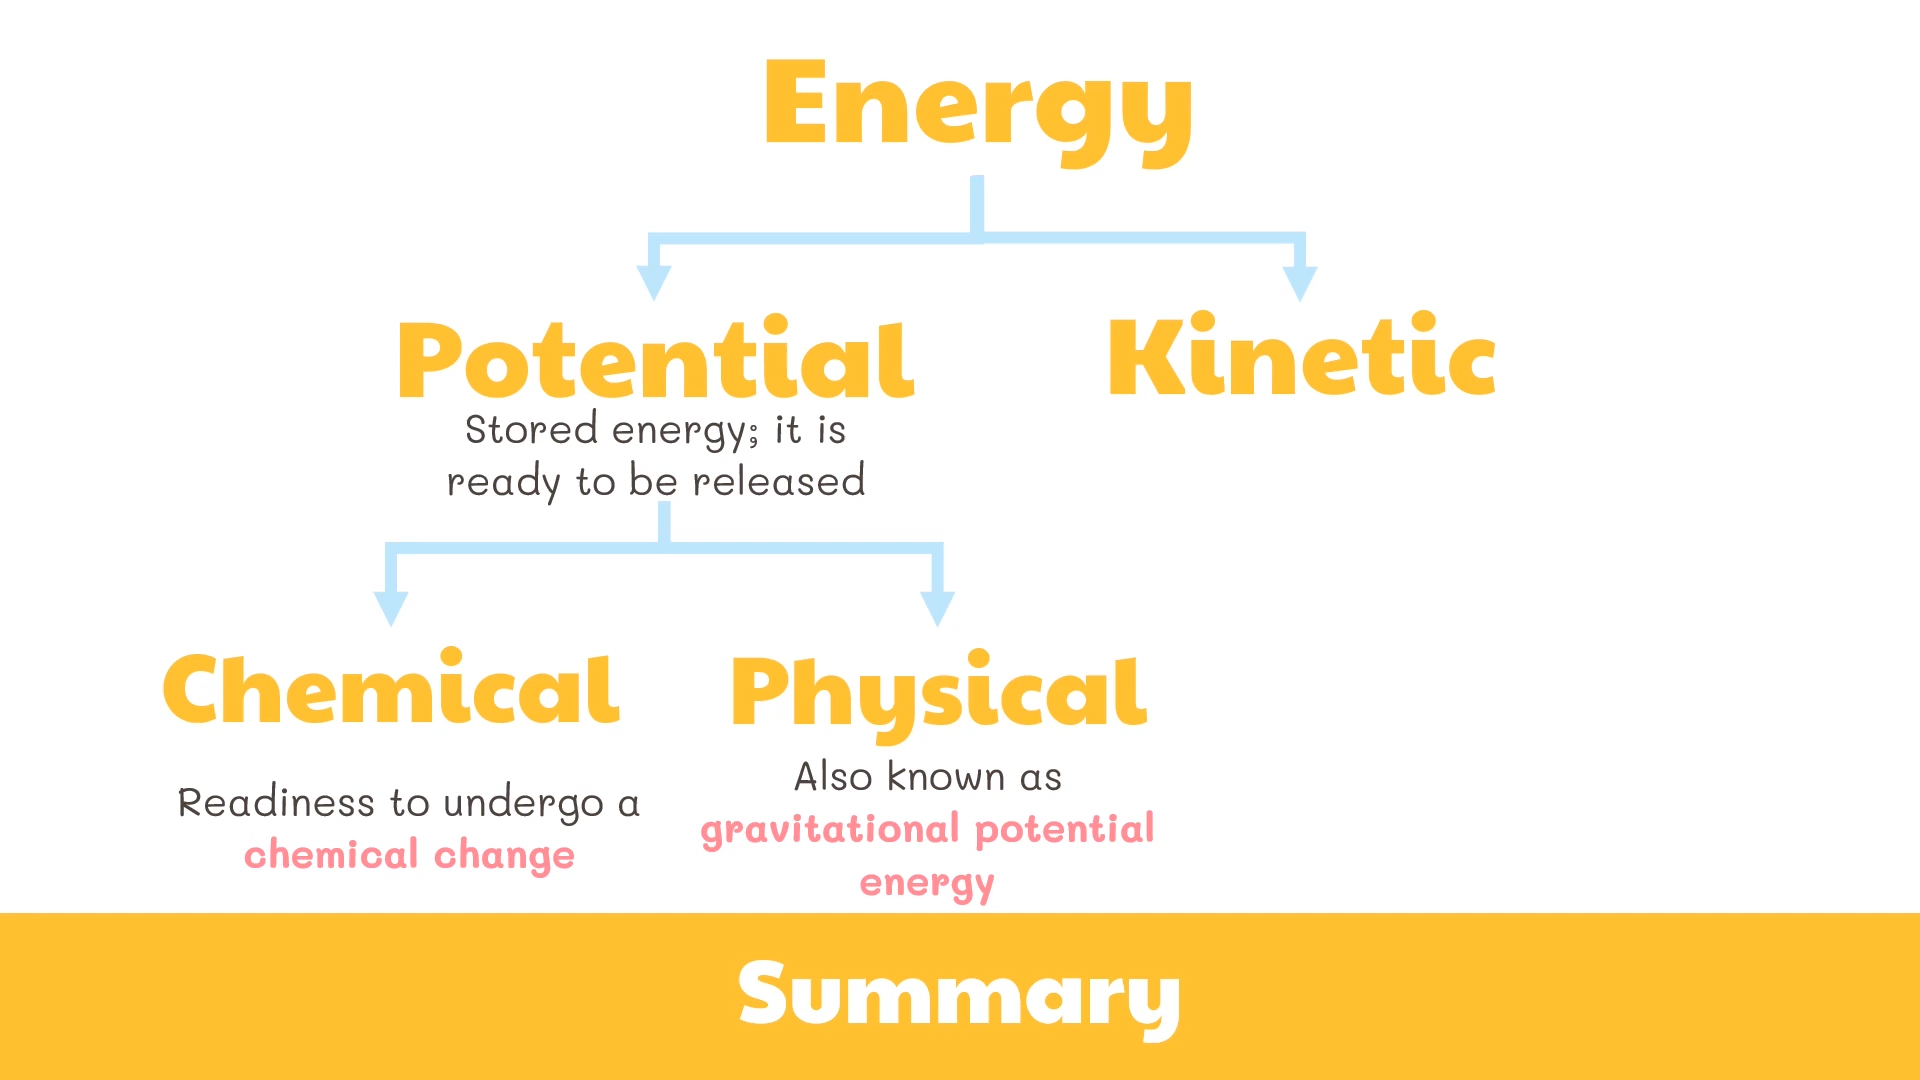 Energy
Potential
Kinetic
Stored energy; it is
ready to be released
Chemical
Physical
Readiness to undergo a
chemical change
Also known as
gravitational potential
energy
Summary